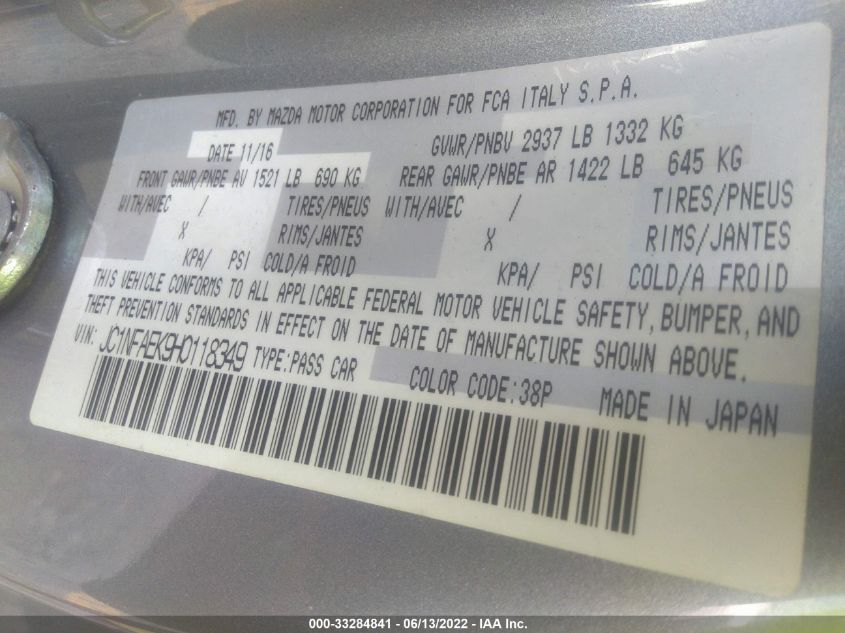 MFD. BY MAZDA MOTOR CORPORATION FOR FCA ITALY S.P.A.
DATE 11/16 GVWR/PNBV 2937 LB 1332 KG
FRONT GAWR/PNBE AV 1521 LB 690 KG REAR GAWR/PNBE AR 1422 LB 645 KG
WITH/AVEC / TIRES/PNEUS WITH/AVEC / TIRES/PNEUS
X RIMS/JANTES X RIMS/JANTES
KPA/ PSI COLD/A FROID KPA/ PSI COLD/A FROID
THIS VEHICLE CONFORMS TO ALL APPLICABLE FEDERAL MOTOR VEHICLE SAFETY, BUMPER, AND
THEFT PREVENTION STANDARDS IN EFFECT ON THE DATE OF MANUFACTURE SHOWN ABOVE.
VIN: JC1NFAEK9H0118349 TYPE:PASS CAR COLOR CODE:38P MADE IN JAPAN
000-33284841 - 06/13/2022 - IAA Inc.